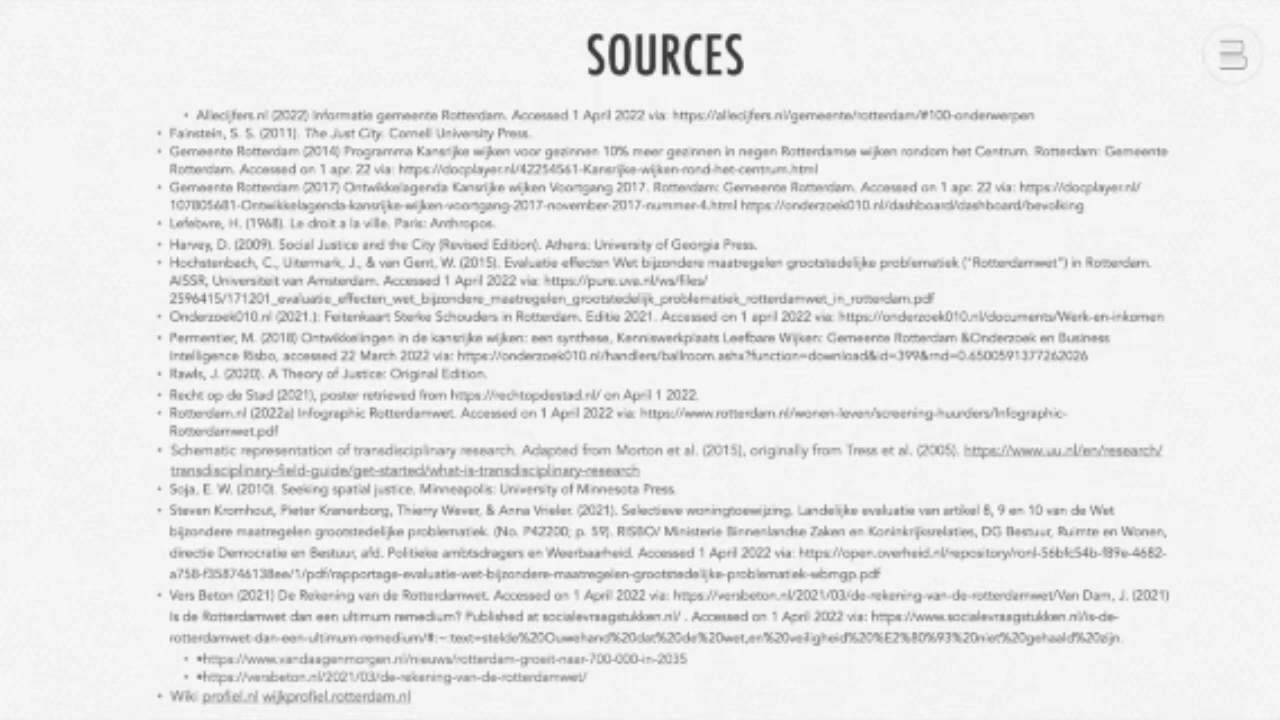 SOURCES
B
• Allecijfers.nl (2022) Informatie gemeente Rotterdam. Accessed 1 April 2022 via: https://allecijfers.nl/gemeente/rotterdam/#100-onderwerpen
• Fainstein, S. S. (2011). The Just City. Cornell University Press.
• Gemeente Rotterdam (2014) Programma Kansrijke wijken voor gezinnen 10% meer gezinnen in negen Rotterdamse wijken rondom het Centrum. Rotterdam: Gemeente
Rotterdam. Accessed on 1 apr. 22 via: https://docplayer.nl/42254561-Kansrijke-wijken-rond-het-centrum.html
• Gemeente Rotterdam (2017) Ontwikkelagenda Kansrijke wijken Voortgang 2017. Rotterdam: Gemeente Rotterdam. Accessed on 1 apr. 22 via: https://docplayer.nl/
107805681-Ontwikkelagenda-kansrijke-wijken-voortgang-2017-november-2017-nummer-4.html https://onderzoek010.nl/dashboard/dashboard/bevolking
• Lefebvre, H. (1968). Le droit a la ville. Paris: Anthropos.
• Harvey, D. (2009). Social Justice and the City (Revised Edition). Athens: University of Georgia Press.
• Hochstenbach, C., Uitermark, J., & van Gent, W. (2015). Evaluatie effecten Wet bijzondere maatregelen grootstedelijke problematiek ("Rotterdamwet") in Rotterdam.
AISSR, Universiteit van Amsterdam. Accessed 1 April 2022 via: https://pure.uva.nl/ws/files/
2596415/171201_evaluatie_effecten_wet_bijzondere_maatregelen_grootstedelijk_problematiek_rotterdamwet_in_rotterdam.pdf
• Onderzoek010.nl (2021.): Feitenkaart Sterke Schouders in Rotterdam. Editie 2021. Accessed on 1 april 2022 via: https://onderzoek010.nl/documents/Werk-en-inkomen
• Permentier, M. (2018) Ontwikkelingen in de kansrijke wijken: een synthese, Kenniswerkplaats Leefbare Wijken: Gemeente Rotterdam &Onderzoek en Business
Intelligence Risbo, accessed 22 March 2022 via: https://onderzoek010.nl/handlers/ballroom.ashx?function=download&id=399&rnd=0.6500591377262026
• Rawls, J. (2020). A Theory of Justice: Original Edition.
• Recht op de Stad (2021), poster retrieved from https://rechtopdestad.nl/ on April 1 2022.
• Rotterdam.nl (2022a) Infographic Rotterdamwet. Accessed on 1 April 2022 via: https://www.rotterdam.nl/wonen-leven/screening-huurders/Infographic-
Rotterdamwet.pdf
• Schematic representation of transdisciplinary research. Adapted from Morton et al. (2015), originally from Tress et al. (2005). https://www.uu.nl/en/research/
transdisciplinary-field-guide/get-started/what-is-transdisciplinary-research
• Soja, E. W. (2010). Seeking spatial justice. Minneapolis: University of Minnesota Press.
• Steven Kromhout, Pieter Kranenborg, Thierry Wever, & Anna Vrieler. (2021). Selectieve woningtoewijzing. Landelijke evaluatie van artikel 8, 9 en 10 van de Wet
bijzondere maatregelen grootstedelijke problematiek. (No. P42200; p. 59). RISBO/ Ministerie Binnenlandse Zaken en Koninkrijksrelaties, DG Bestuur, Ruimte en Wonen,
directie Democratie en Bestuur, afd. Politieke ambtsdragers en Weerbaarheid. Accessed 1 April 2022 via: https://open.overheid.nl/repository/ronl-56bfc54b-f89e-4682-
a758-f358746138ee/1/pdf/rapportage-evaluatie-wet-bijzondere-maatregelen-grootstedelijke-problematiek-wbmgp.pdf
• Vers Beton (2021) De Rekening van de Rotterdamwet. Accessed on 1 April 2022 via: https://versbeton.nl/2021/03/de-rekening-van-de-rotterdamwet/Van Dam, J. (2021)
Is de Rotterdamwet dan een ultimum remedium? Published at socialevraagstukken.nl/ . Accessed on 1 April 2022 via: https://www.socialevraagstukken.nl/is-de-
rotterdamwet-dan-een-ultimum-remedium/#:~:text=stelde%20Ouwehand%20dat%20de%20wet,en%20veiligheid%20%E2%80%93%20niet%20gehaald%20zijn.
• •https://www.vandaagenmorgen.nl/nieuws/rotterdam-groeit-naar-700-000-in-2035
• •https://versbeton.nl/2021/03/de-rekening-van-de-rotterdamwet/
• Wiki profiel.nl wijkprofiel.rotterdam.nl